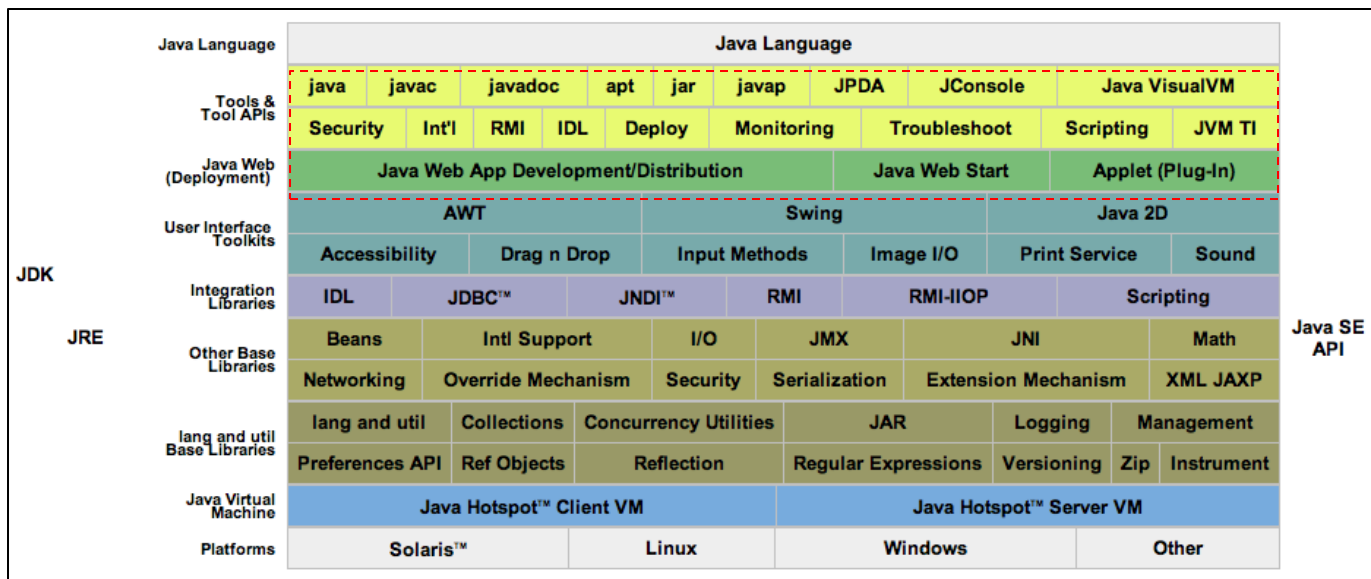 Java Language Java Language
Tools & Tool APIs java javac javadoc apt jar javap JPDA JConsole Java VisualVM
Security Int'l RMI IDL Deploy Monitoring Troubleshoot Scripting JVM TI
Java Web (Deployment) Java Web App Development/Distribution Java Web Start Applet (Plug-In)
User Interface Toolkits AWT Swing Java 2D
Accessibility Drag n Drop Input Methods Image I/O Print Service Sound
JDK
Integration Libraries IDL JDBC™ JNDI™ RMI RMI-IIOP Scripting
JRE
Other Base Libraries Beans Intl Support I/O JMX JNI Math
Java SE API
Networking Override Mechanism Security Serialization Extension Mechanism XML JAXP
lang and util Base Libraries lang and util Collections Concurrency Utilities JAR Logging Management
Preferences API Ref Objects Reflection Regular Expressions Versioning Zip Instrument
Java Virtual Machine Java Hotspot™ Client VM Java Hotspot™ Server VM
Platforms Solaris™ Linux Windows Other